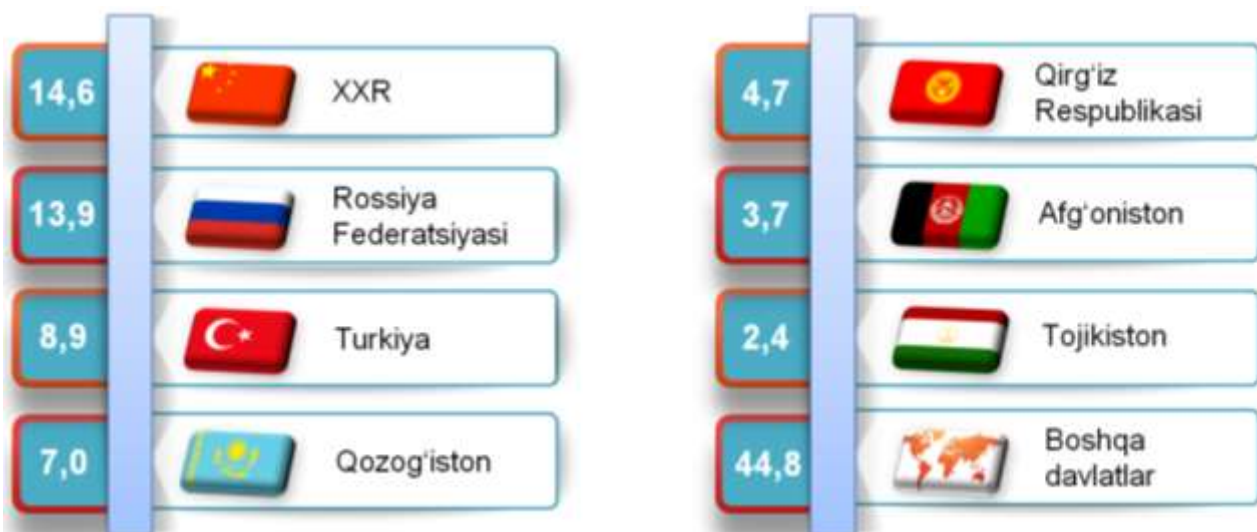 14,6
XXR
13,9
Rossiya
Federatsiyasi
8,9
Turkiya
7,0
Qozog‘iston
4,7
Qirg‘iz
Respublikasi
3,7
Afg‘oniston
2,4
Tojikiston
44,8
Boshqa
davlatlar